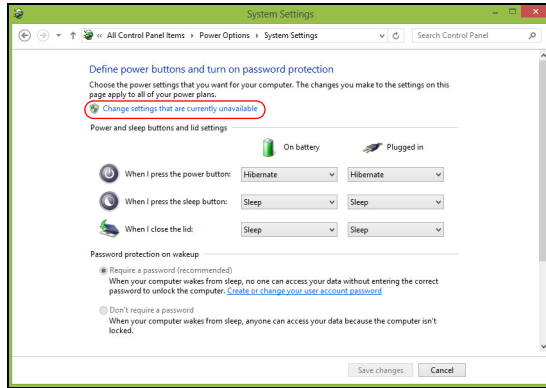 System Settings
« All Control Panel Items Power Options System Settings
Search Control Panel
Define power buttons and turn on password protection
Choose the power settings that you want for your computer. The changes you make to the settings on this
page apply to all of your power plans.
Change settings that are currently unavailable
Power and sleep buttons and lid settings
On battery Plugged in
When I press the power button: Hibernate Hibernate
When I press the sleep button: Sleep Sleep
When I close the lid: Sleep Sleep
Password protection on wakeup
Require a password (recommended)
When your computer wakes from sleep, no one can access your data without entering the correct
password to unlock the computer. Create or change your user account password
Don't require a password
When your computer wakes from sleep, anyone can access your data because the computer isn't
locked.
Save changes Cancel